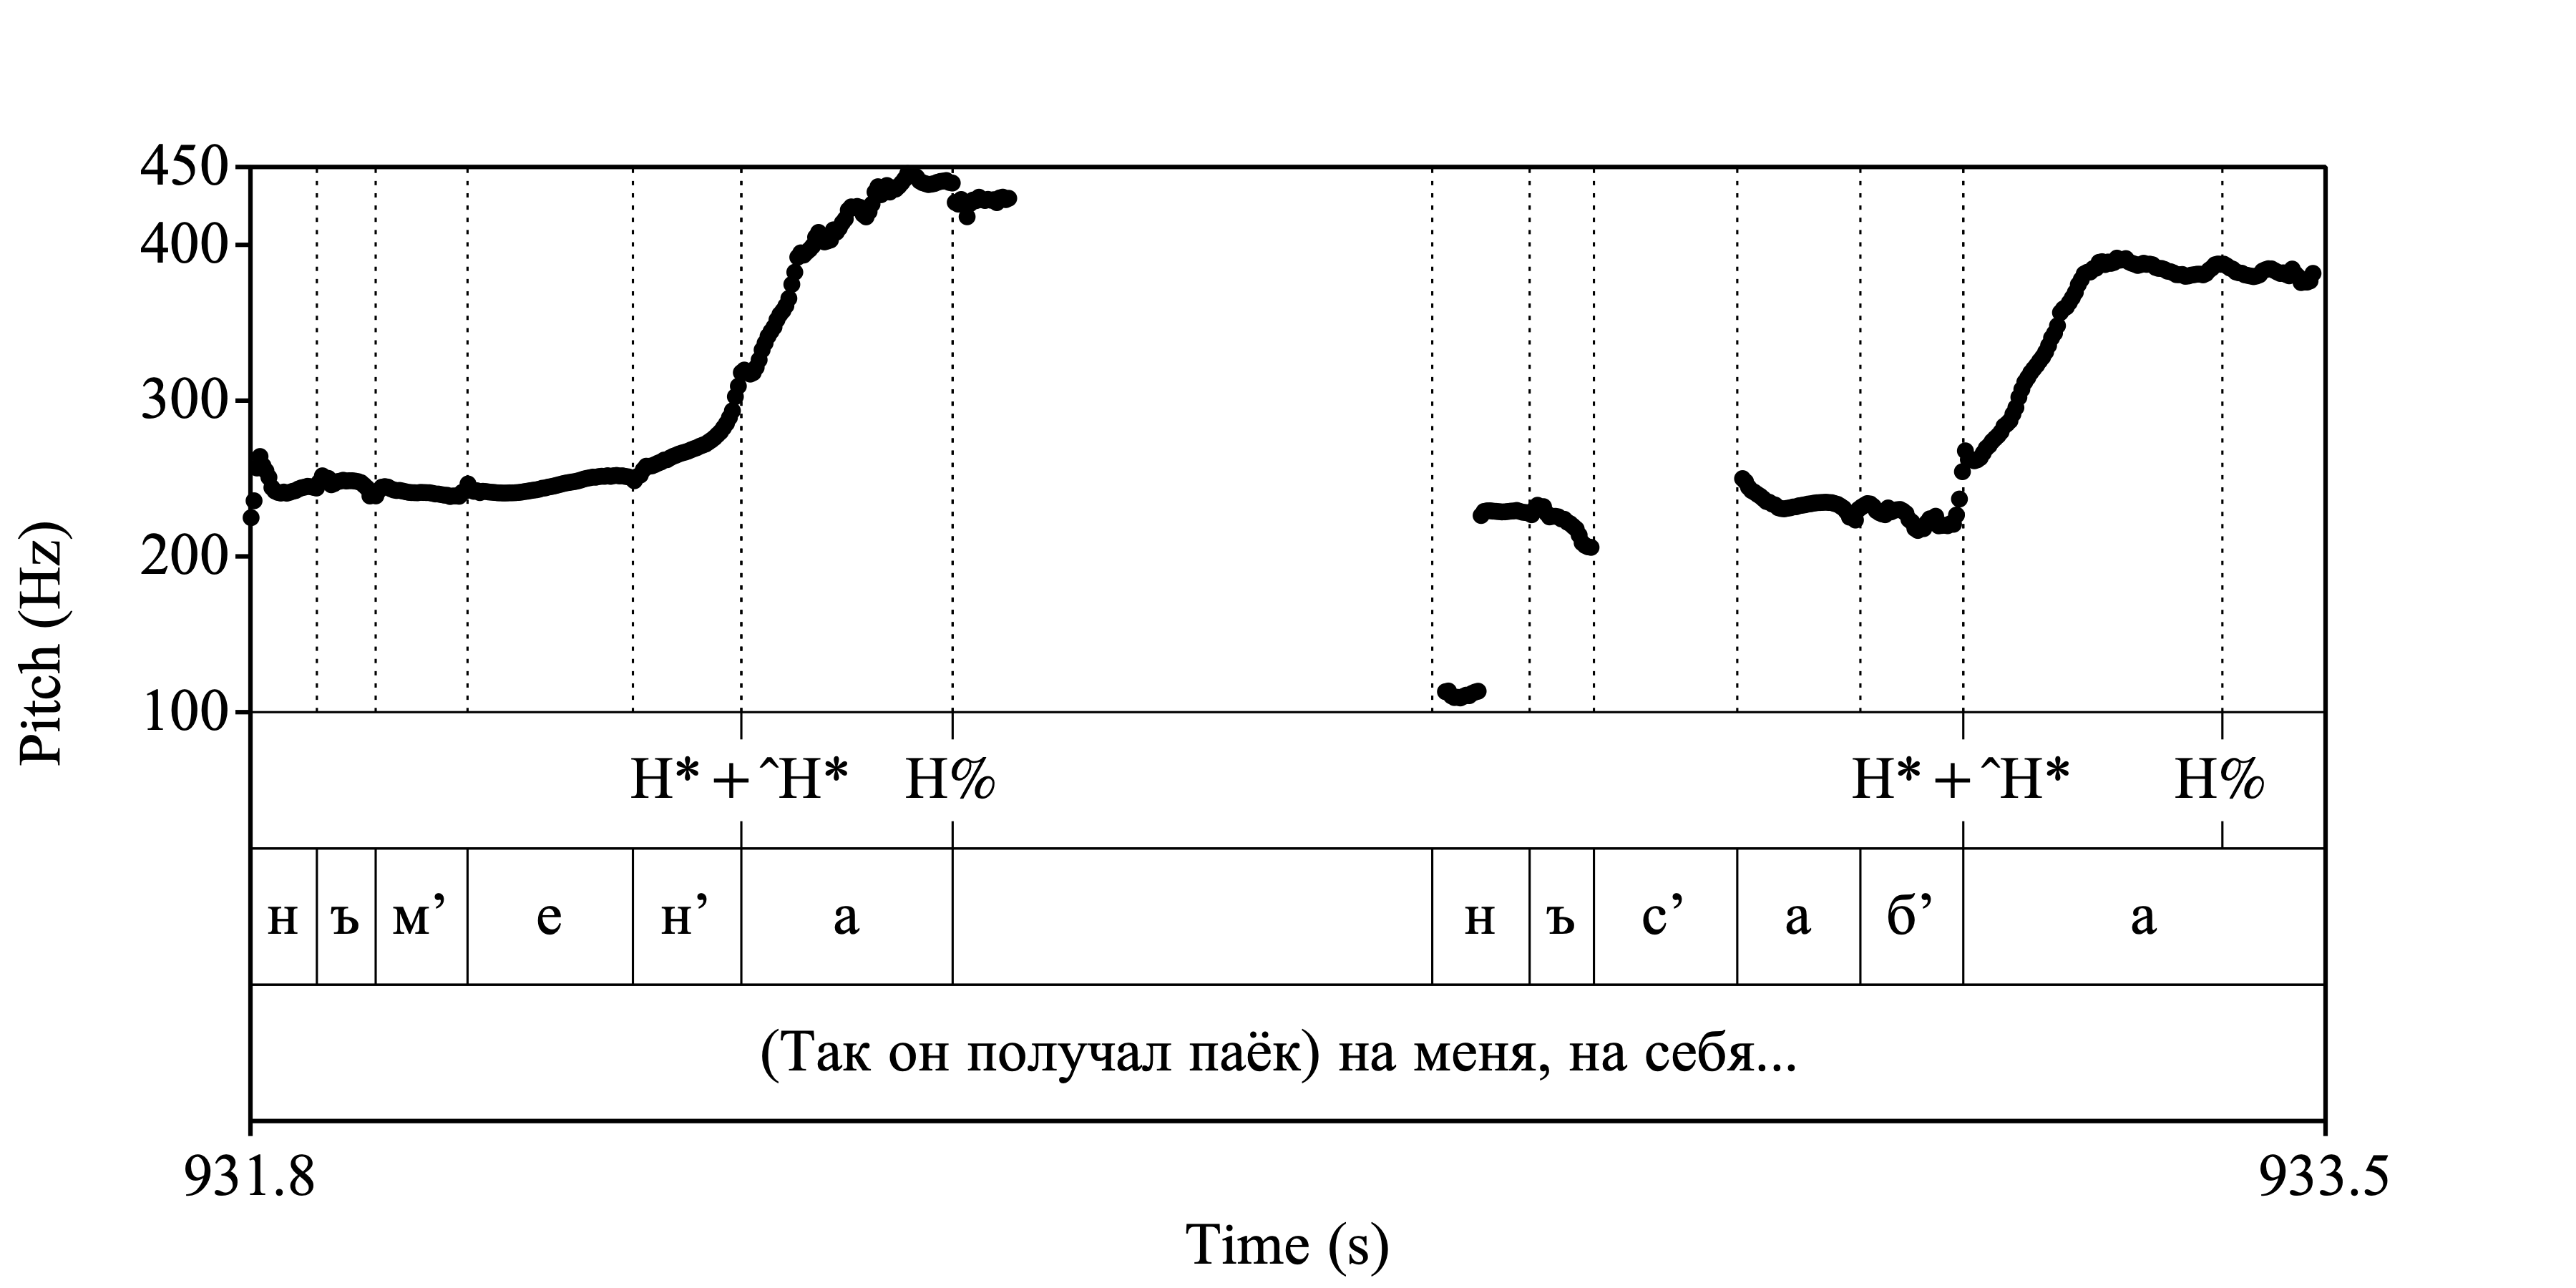 450
400
300
200
100
Pitch (Hz)
H* + ^H* H% H* + ^H* H%
н ъ м’ е н’ а н ъ с’ а б’ а
(Так он получал паёк) на меня, на себя...
931.8 933.5
Time (s)